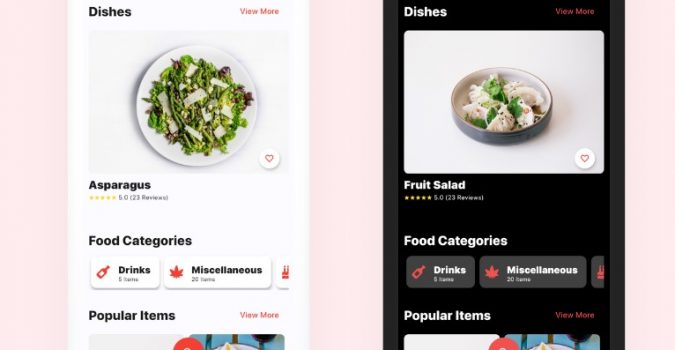 Dishes
View More
Asparagus
★★★★★ 5.0 (23 Reviews)
Food Categories
Drinks
5 Items
Miscellaneous
20 Items
Popular Items
View More
Dishes
View More
Fruit Salad
★★★★★ 5.0 (23 Reviews)
Food Categories
Drinks
5 Items
Miscellaneous
20 Items
Popular Items
View More